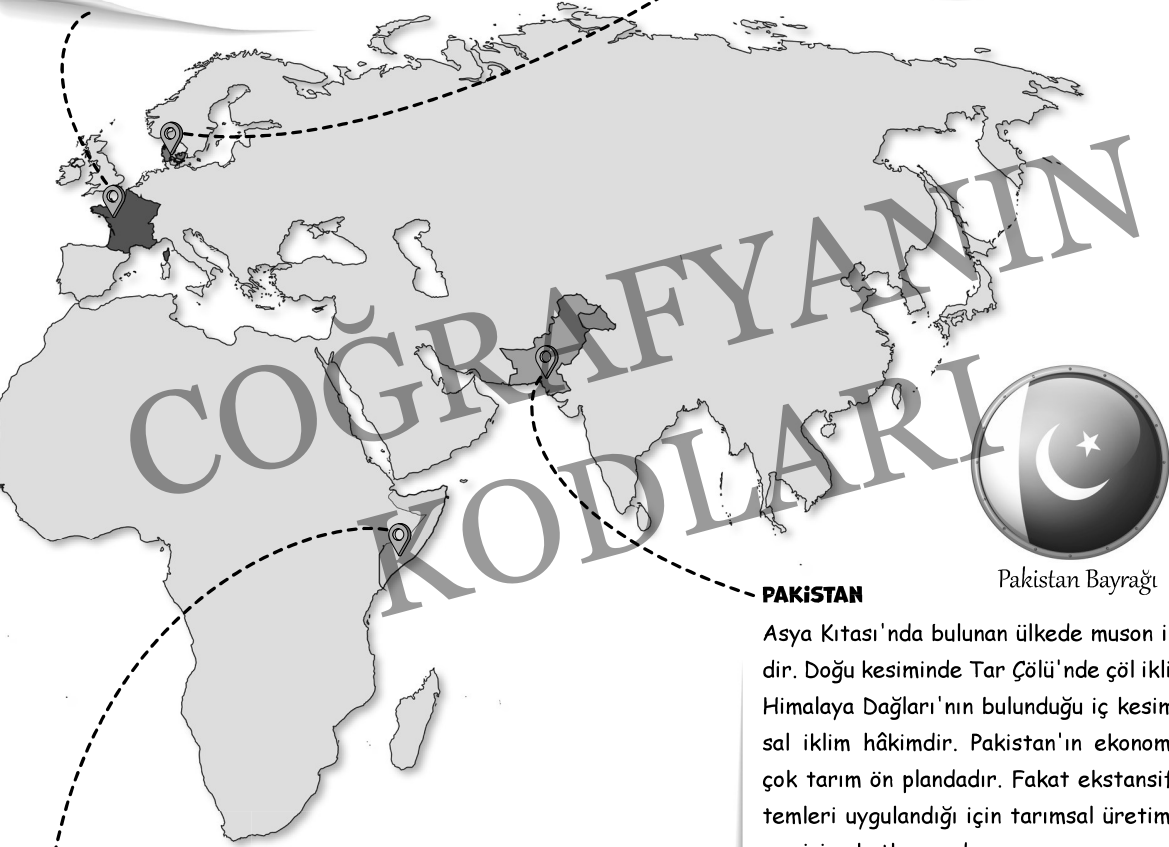 COĞRAFYANIN
KODLARI
Pakistan Bayrağı
PAKİSTAN
Asya Kıtası'nda bulunan ülkede muson i
dir. Doğu kesiminde Tar Çölü'nde çöl ikli
Himalaya Dağları'nın bulunduğu iç kesim
sal iklim hâkimdir. Pakistan'ın ekonom
çok tarım ön plandadır. Fakat ekstansif
temleri uygulandığı için tarımsal üretim